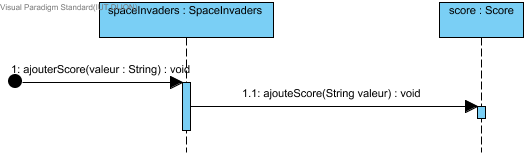 Visual Paradigm Standard(
spaceInvaders : SpaceInvaders
score : Score
1: ajouterScore(valeur : String) : void
1.1: ajouteScore(String valeur) : void